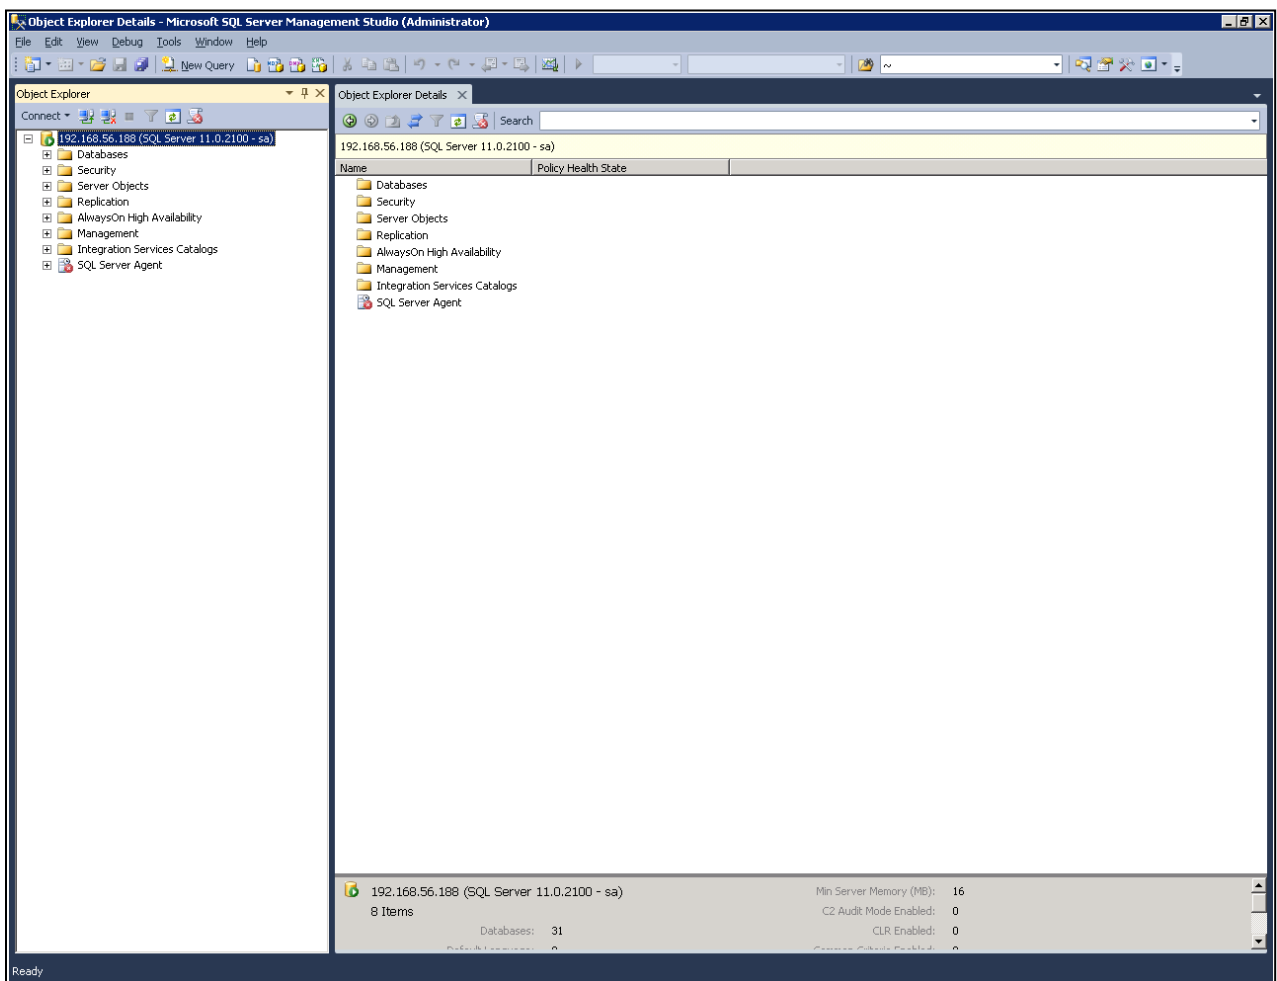 Object Explorer Details - Microsoft SQL Server Management Studio (Administrator)
File Edit View Debug Tools Window Help
New Query ~
Object Explorer
Connect
192.168.56.188 (SQL Server 11.0.2100 - sa)
Databases
Security
Server Objects
Replication
AlwaysOn High Availability
Management
Integration Services Catalogs
SQL Server Agent
Object Explorer Details
Search
192.168.56.188 (SQL Server 11.0.2100 - sa)
Name Policy Health State
Databases
Security
Server Objects
Replication
AlwaysOn High Availability
Management
Integration Services Catalogs
SQL Server Agent
192.168.56.188 (SQL Server 11.0.2100 - sa) Min Server Memory (MB): 16
8 Items C2 Audit Mode Enabled: 0
Databases: 31 CLR Enabled: 0
Ready